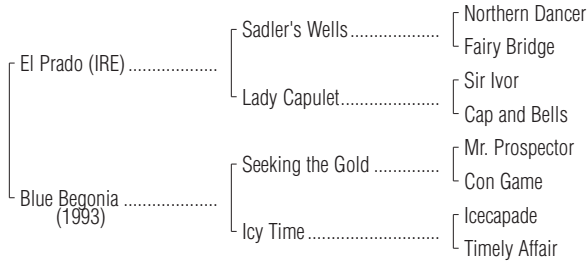 Northern Dancer
Sadler's Wells....................
Fairy Bridge
El Prado (IRE) ....................
Sir Ivor
Lady Capulet......................
Cap and Bells
Mr. Prospector
Seeking the Gold ...............
Con Game
Blue Begonia .....................
(1993)
Icecapade
Icy Time.............................
Timely Affair